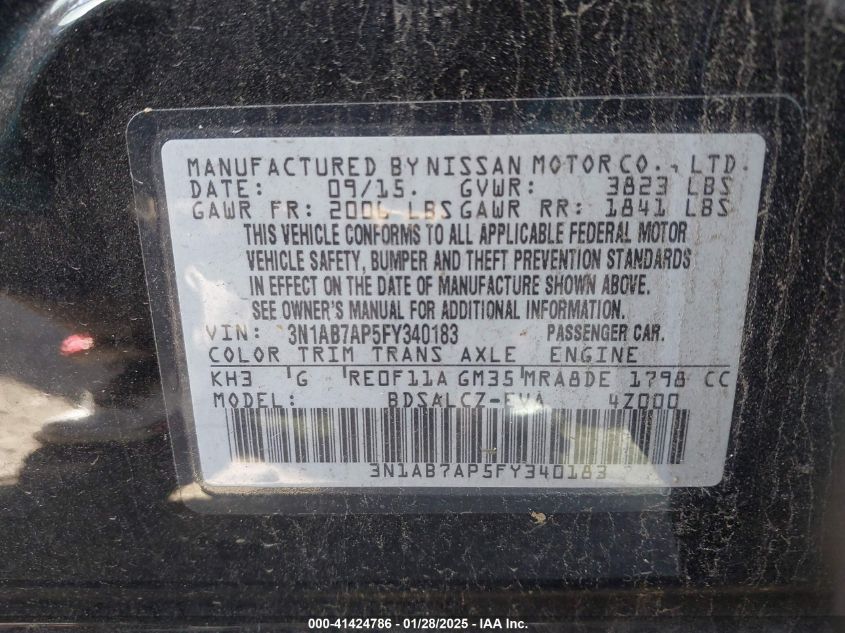 MANUFACTURED BY NISSAN MOTOR CO., LTD.
DATE: 09/15. GVWR: 3823 LBS
GAWR FR: 2006 LBS GAWR RR: 1841 LBS
THIS VEHICLE CONFORMS TO ALL APPLICABLE FEDERAL MOTOR
VEHICLE SAFETY, BUMPER AND THEFT PREVENTION STANDARDS
IN EFFECT ON THE DATE OF MANUFACTURE SHOWN ABOVE.
SEE OWNER'S MANUAL FOR ADDITIONAL INFORMATION.
VIN: 3N1AB7AP5FY340183 PASSENGER CAR.
COLOR TRIM TRANS AXLE ENGINE
KH3 G RE0F11A GM35 MRA8DE 1798 CC
MODEL: BDSALCZ-EVA 4Z000
3N1AB7AP5FY340183
000-41424786 - 01/28/2025 - IAA Inc.